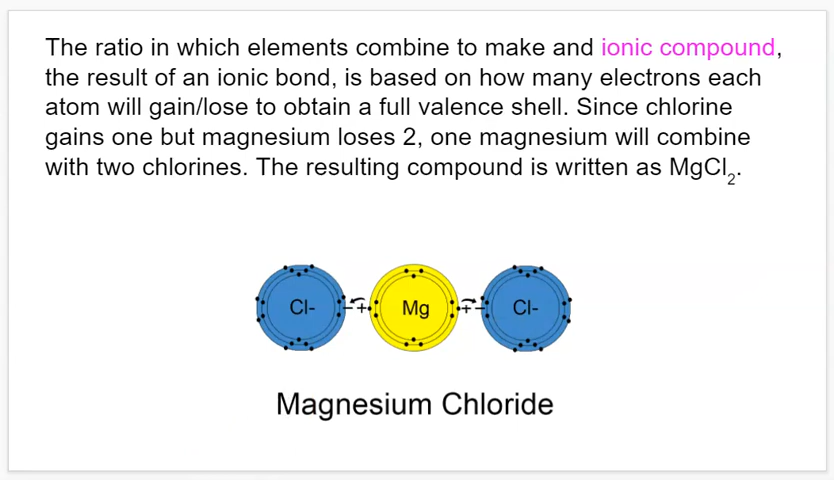 The ratio in which elements combine to make and ionic compound,
the result of an ionic bond, is based on how many electrons each
atom will gain/lose to obtain a full valence shell. Since chlorine
gains one but magnesium loses 2, one magnesium will combine
with two chlorines. The resulting compound is written as MgCl₂.
Cl- - + Mg + - Cl-
Magnesium Chloride